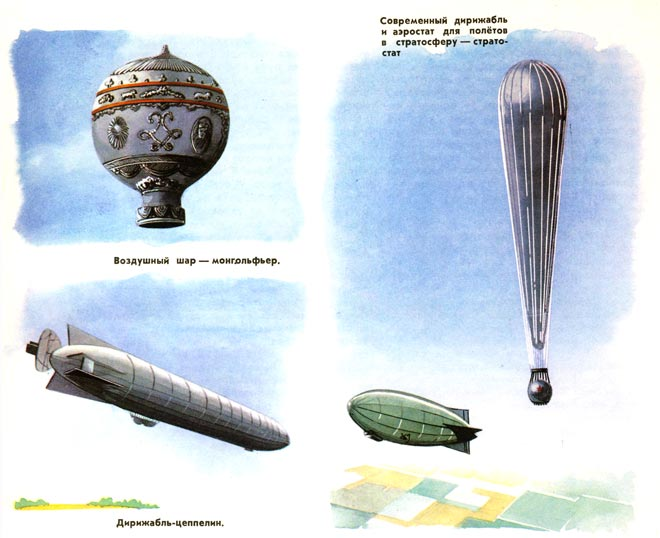 Современный дирижабль
и аэростат для полётов
в стратосферу — страто-
стат
Воздушный шар — монгольфьер.
Дирижабль-цеппелин.